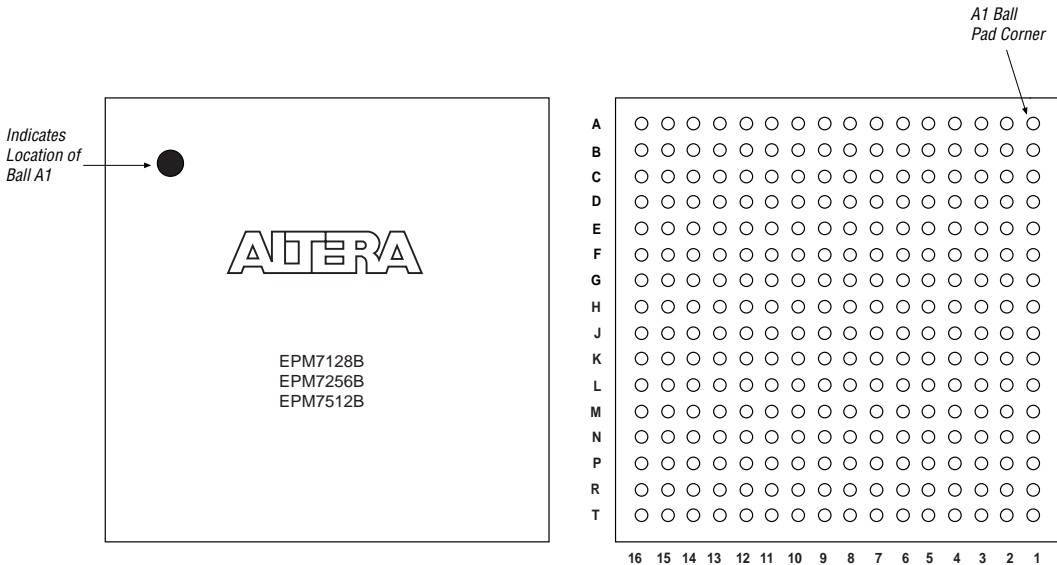 A1 Ball
Pad Corner
Indicates
Location of
Ball A1
ALTERA
EPM7128B
EPM7256B
EPM7512B
A
B
C
D
E
F
G
H
J
K
L
M
N
P
R
T
16 15 14 13 12 11 10 9 8 7 6 5 4 3 2 1